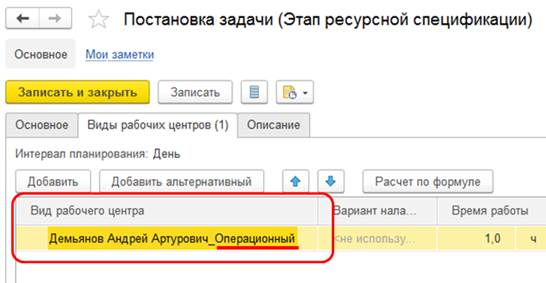 Постановка задачи (Этап ресурсной спецификации)
Основное Мои заметки
Записать и закрыть Записать
Основное Виды рабочих центров (1) Описание
Интервал планирования: День
Добавить Добавить альтернативный Расчет по формуле
Вид рабочего центра Вариант нала... Время работы
Демьянов Андрей Артурович_Операционный <не использу... 1,0 ч